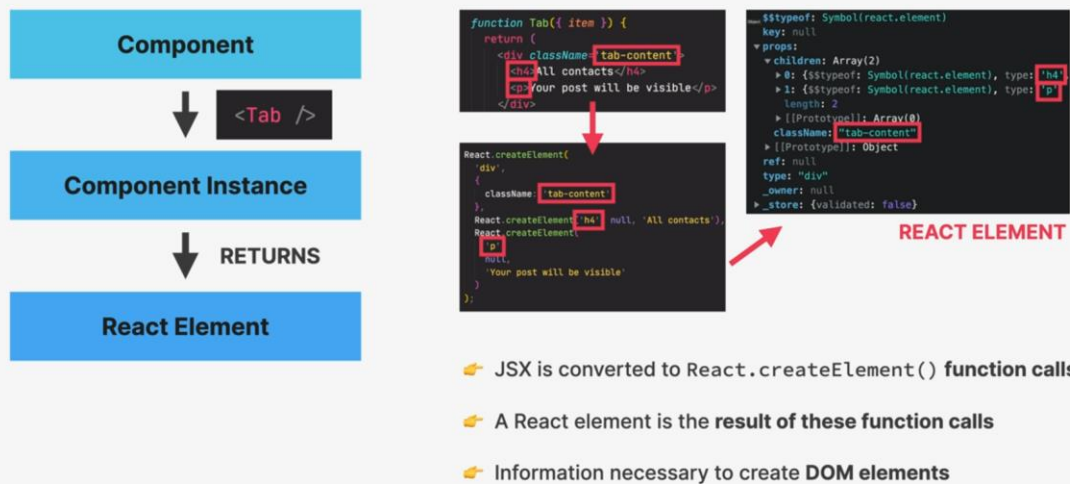 Component
<Tab />
Component Instance
RETURNS
React Element
function Tab({ item }) {
return (
<div className='tab-content'>
<h4>All contacts</h4>
<p>Your post will be visible</p>
</div>
React.createElement(
'div',
{
className: 'tab-content'
},
React.createElement('h4' null, 'All contacts'),
React.createElement(
'p'
null,
'Your post will be visible'
)
);
$$typeof: Symbol(react.element)
key: null
▼props:
▼children: Array(2)
▶0: {$$typeof: Symbol(react.element), type: 'h4'
▶1: {$$typeof: Symbol(react.element), type: 'p'
length: 2
▶[[Prototype]]: Array(0)
className: "tab-content"
▶[[Prototype]]: Object
ref: null
type: "div"
_owner: null
▶_store: {validated: false}
REACT ELEMENT
👉 JSX is converted to React.createElement() function calls
👉 A React element is the result of these function calls
👉 Information necessary to create DOM elements